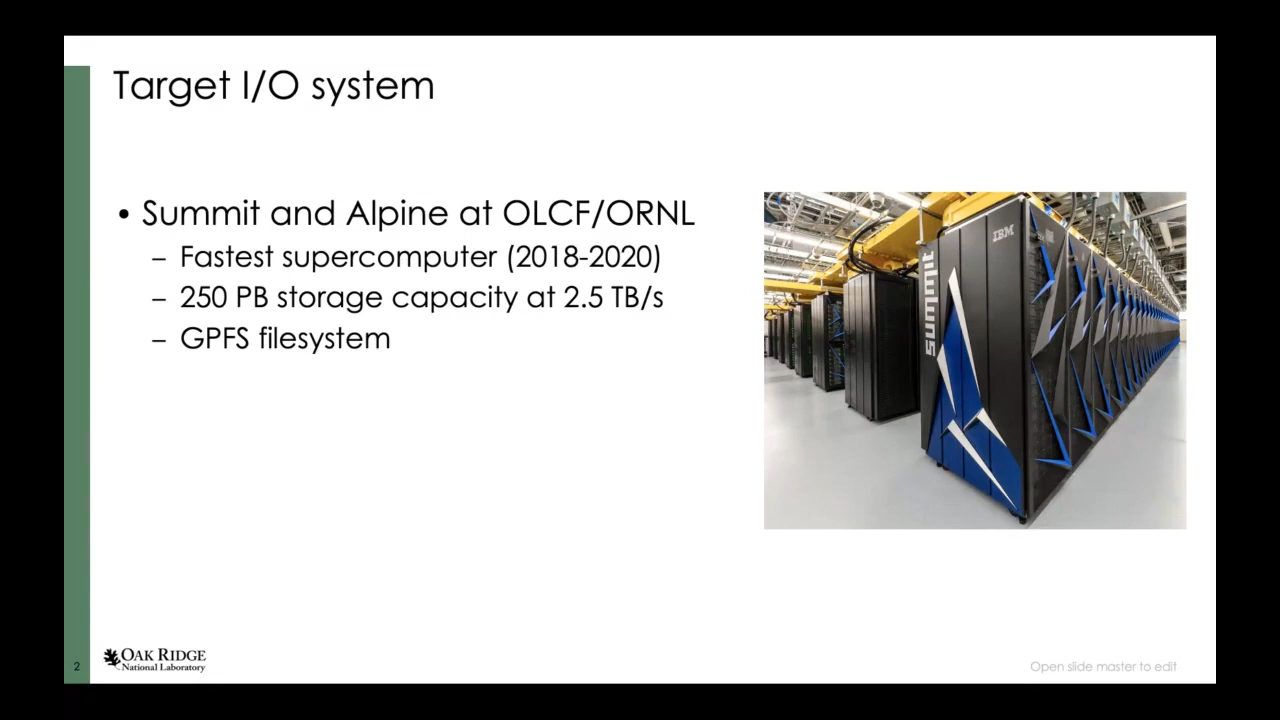 Target I/O system
• Summit and Alpine at OLCF/ORNL
– Fastest supercomputer (2018-2020)
– 250 PB storage capacity at 2.5 TB/s
– GPFS filesystem
IBM
summit
2
OAK RIDGE
National Laboratory
Open slide master to edit